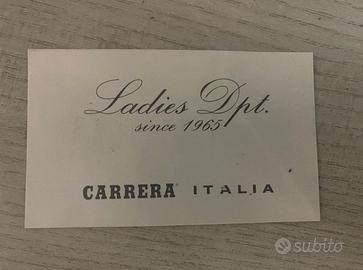 Ladies Dpt.
since 1965
CARRERA® ITALIA
subito